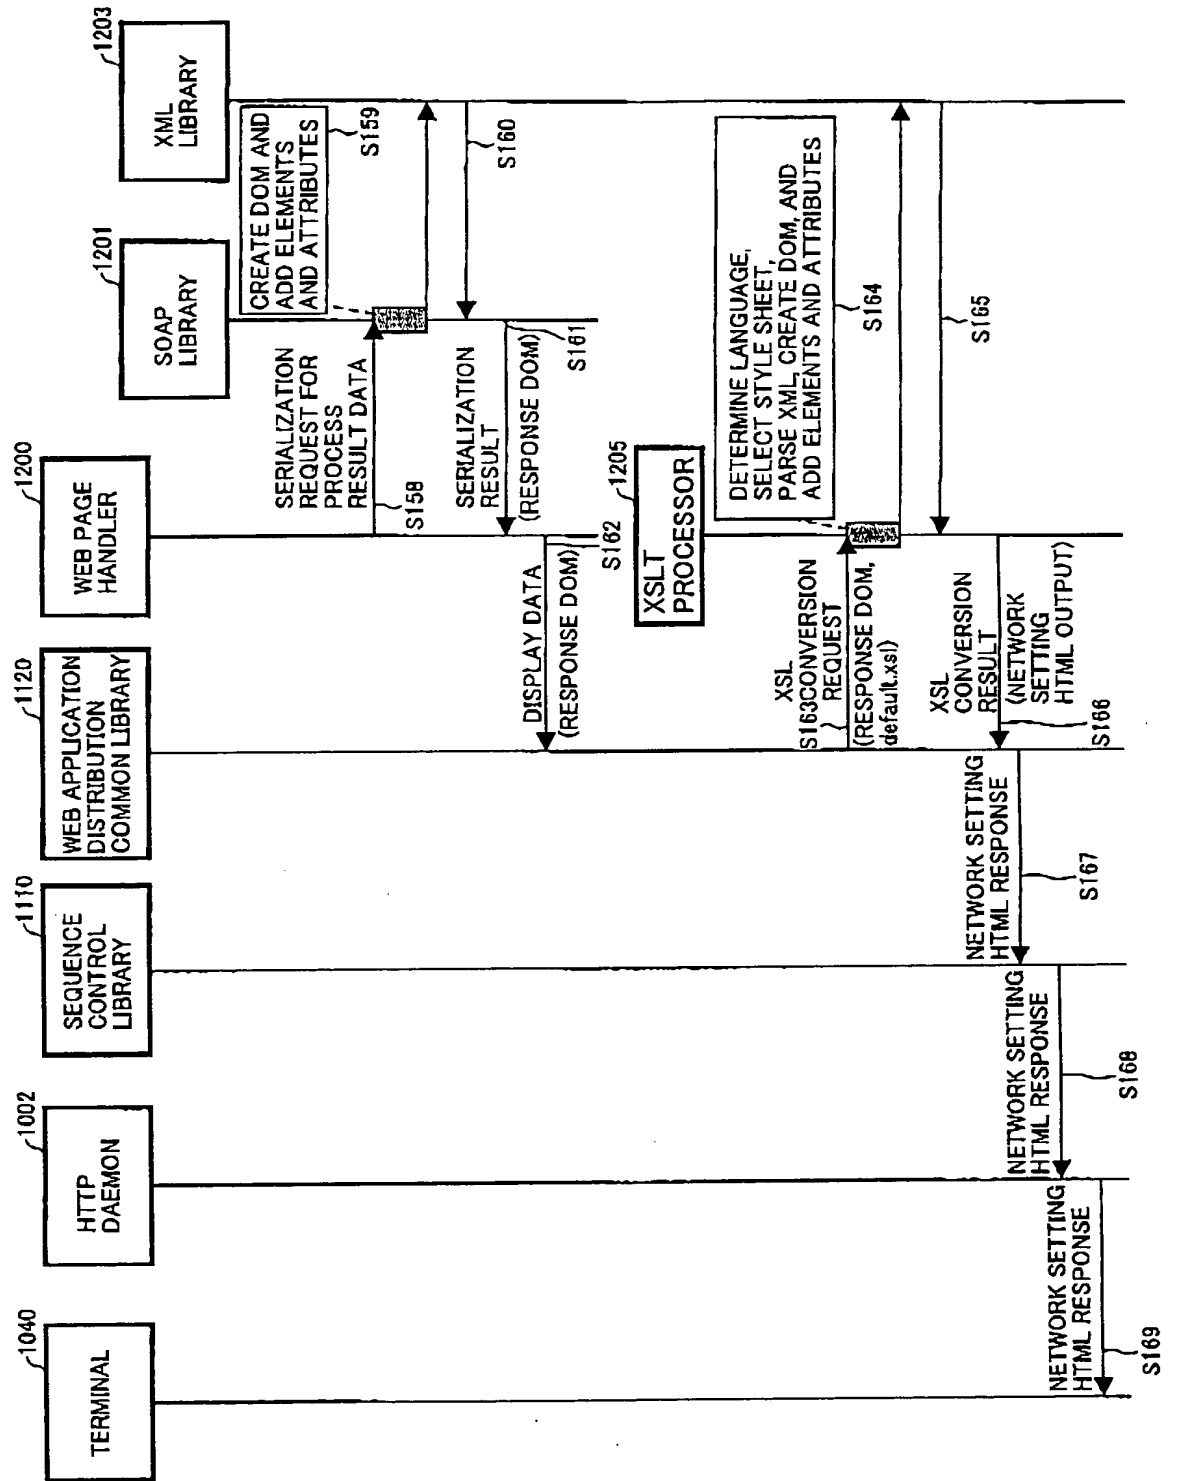 1040
TERMINAL
1002
HTTP
DAEMON
1110
SEQUENCE
CONTROL
LIBRARY
1120
WEB APPLICATION
DISTRIBUTION
COMMON LIBRARY
1200
WEB PAGE
HANDLER
1201
SOAP
LIBRARY
1203
XML
LIBRARY
SERIALIZATION
REQUEST FOR
PROCESS
RESULT DATA
S158
CREATE DOM AND
ADD ELEMENTS
AND ATTRIBUTES
S159
S160
SERIALIZATION
RESULT
(RESPONSE DOM)
S161
DISPLAY DATA
(RESPONSE DOM)
S162
1205
XSLT
PROCESSOR
XSL
S163CONVERSION
REQUEST
(RESPONSE DOM,
default.xsl)
DETERMINE LANGUAGE,
SELECT STYLE SHEET,
PARSE XML, CREATE DOM, AND
ADD ELEMENTS AND ATTRIBUTES
S164
S165
XSL
CONVERSION
RESULT
(NETWORK
SETTING
HTML OUTPUT)
S166
NETWORK SETTING
HTML RESPONSE
S167
NETWORK SETTING
HTML RESPONSE
S168
NETWORK SETTING
HTML RESPONSE
S169